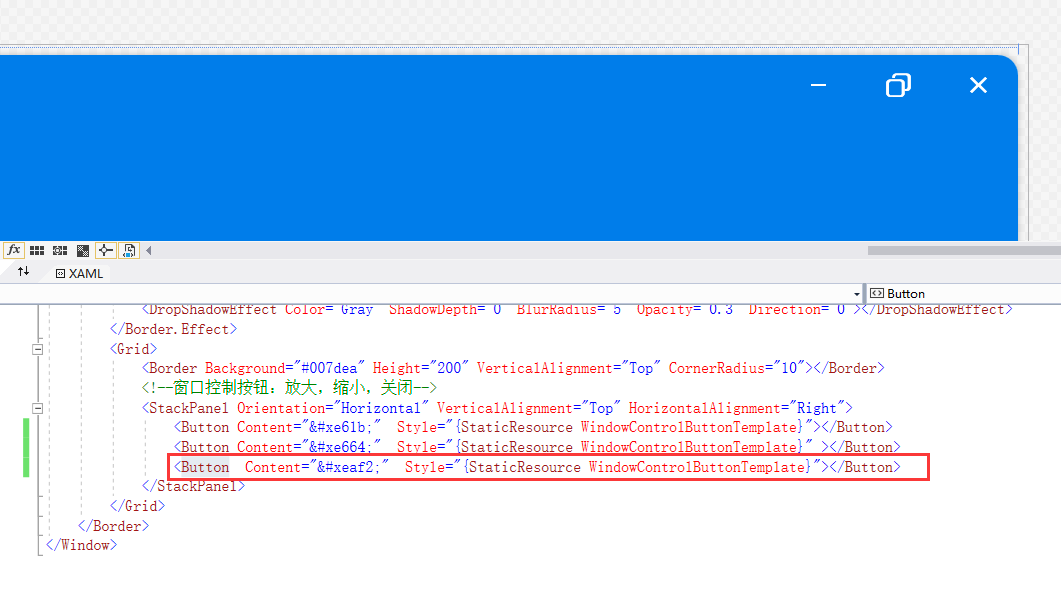 fx
XAML
Button
<DropShadowEffect Color="Gray" ShadowDepth="0" BlurRadius="5" Opacity="0.3" Direction="0"></DropShadowEffect>
</Border.Effect>
<Grid>
<Border Background="#007dea" Height="200" VerticalAlignment="Top" CornerRadius="10"></Border>
<!--窗口控制按钮：放大，缩小，关闭-->
<StackPanel Orientation="Horizontal" VerticalAlignment="Top" HorizontalAlignment="Right">
<Button Content="&#xe61b;"  Style="{StaticResource WindowControlButtonTemplate}"></Button>
<Button Content="&#xe664;"  Style="{StaticResource WindowControlButtonTemplate}" ></Button>
<Button  Content="&#xeaf2;"  Style="{StaticResource WindowControlButtonTemplate}"></Button>
</StackPanel>
</Grid>
</Border>
</Window>